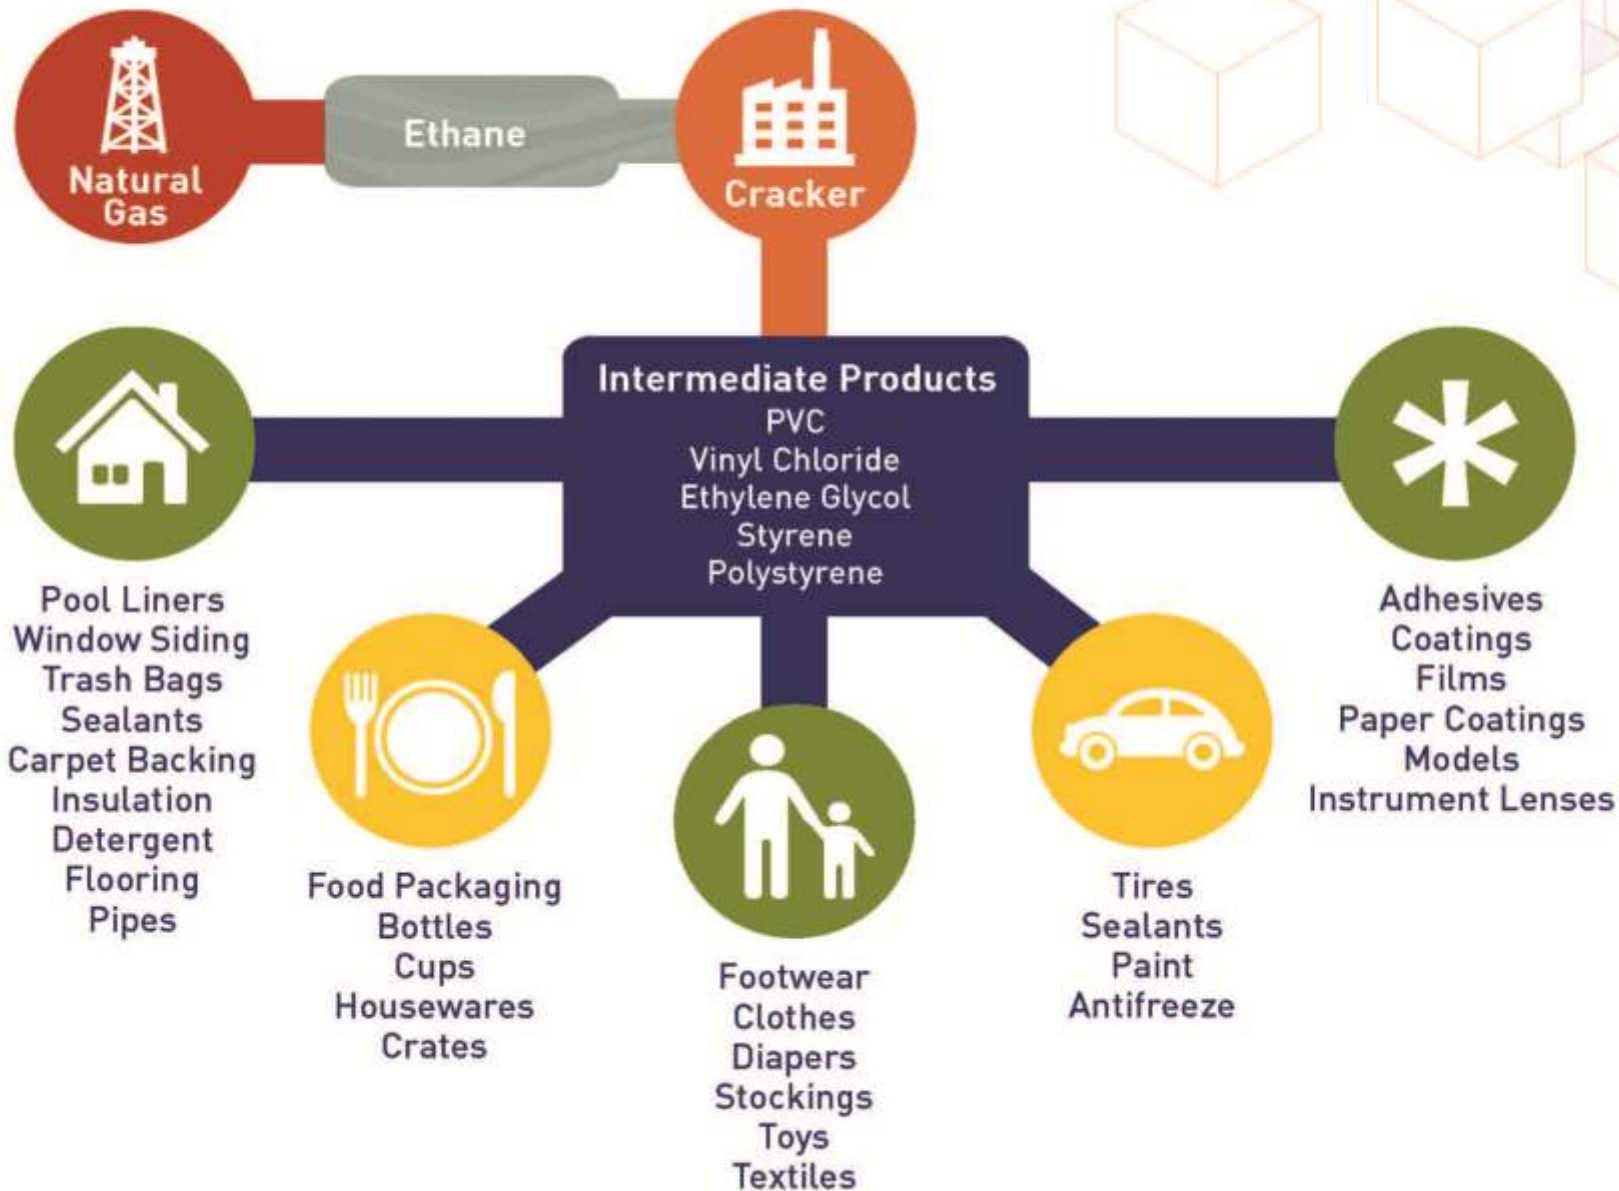 Natural
Gas
Ethane
Cracker
Intermediate Products
PVC
Vinyl Chloride
Ethylene Glycol
Styrene
Polystyrene
Pool Liners
Window Siding
Trash Bags
Sealants
Carpet Backing
Insulation
Detergent
Flooring
Pipes
Food Packaging
Bottles
Cups
Housewares
Crates
Footwear
Clothes
Diapers
Stockings
Toys
Textiles
Tires
Sealants
Paint
Antifreeze
Adhesives
Coatings
Films
Paper Coatings
Models
Instrument Lenses